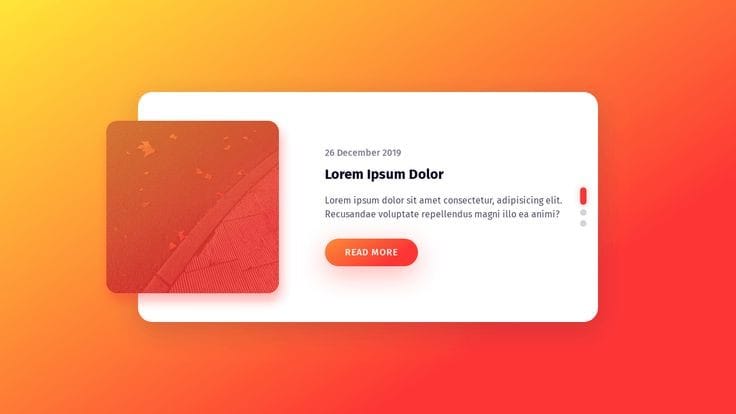 26 December 2019
Lorem Ipsum Dolor
Lorem ipsum dolor sit amet consectetur, adipisicing elit.
Recusandae voluptate repellendus magni illo ea animi?
READ MORE